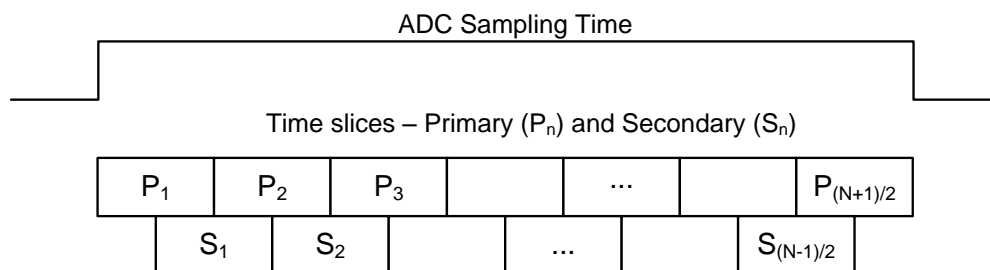 ADC Sampling Time
Time slices – Primary (Pn) and Secondary (Sn)
P1 P2 P3 ... P(N+1)/2
S1 S2 ... S(N-1)/2